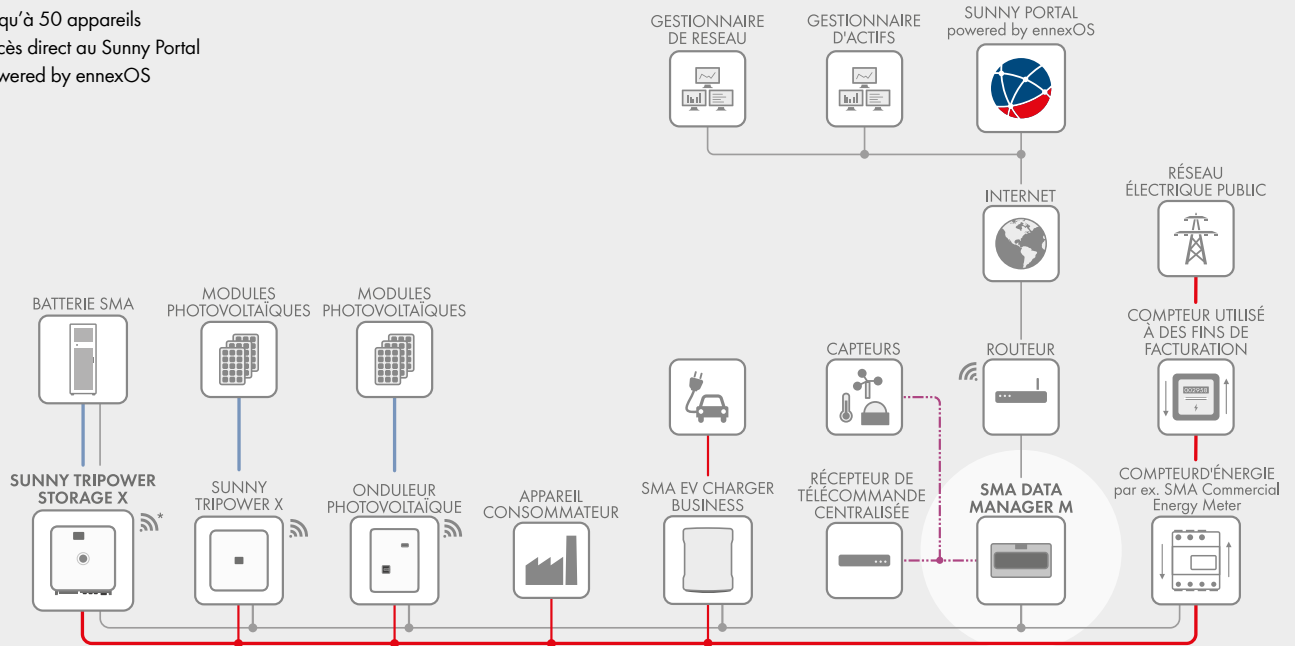 qu'à 50 appareils
cès direct au Sunny Portal
wered by ennexOS
GESTIONNAIRE
DE RESEAU
GESTIONNAIRE
D'ACTIFS
SUNNY PORTAL
powered by ennexOS
INTERNET
RÉSEAU
ÉLECTRIQUE PUBLIC
BATTERIE SMA
MODULES
PHOTOVOLTAÏQUES
MODULES
PHOTOVOLTAÏQUES
CAPTEURS
ROUTEUR
COMPTEUR UTILISÉ
À DES FINS DE
FACTURATION
SUNNY TRIPOWER
STORAGE X
*
SUNNY
TRIPOWER X
ONDULEUR
PHOTOVOLTAÏQUE
APPAREIL
CONSOMMATEUR
SMA EV CHARGER
BUSINESS
RÉCEPTEUR DE
TÉLÉCOMMANDE
CENTRALISÉE
SMA DATA
MANAGER M
COMPTEURD'ÉNERGIE
par ex. SMA Commercial
Energy Meter